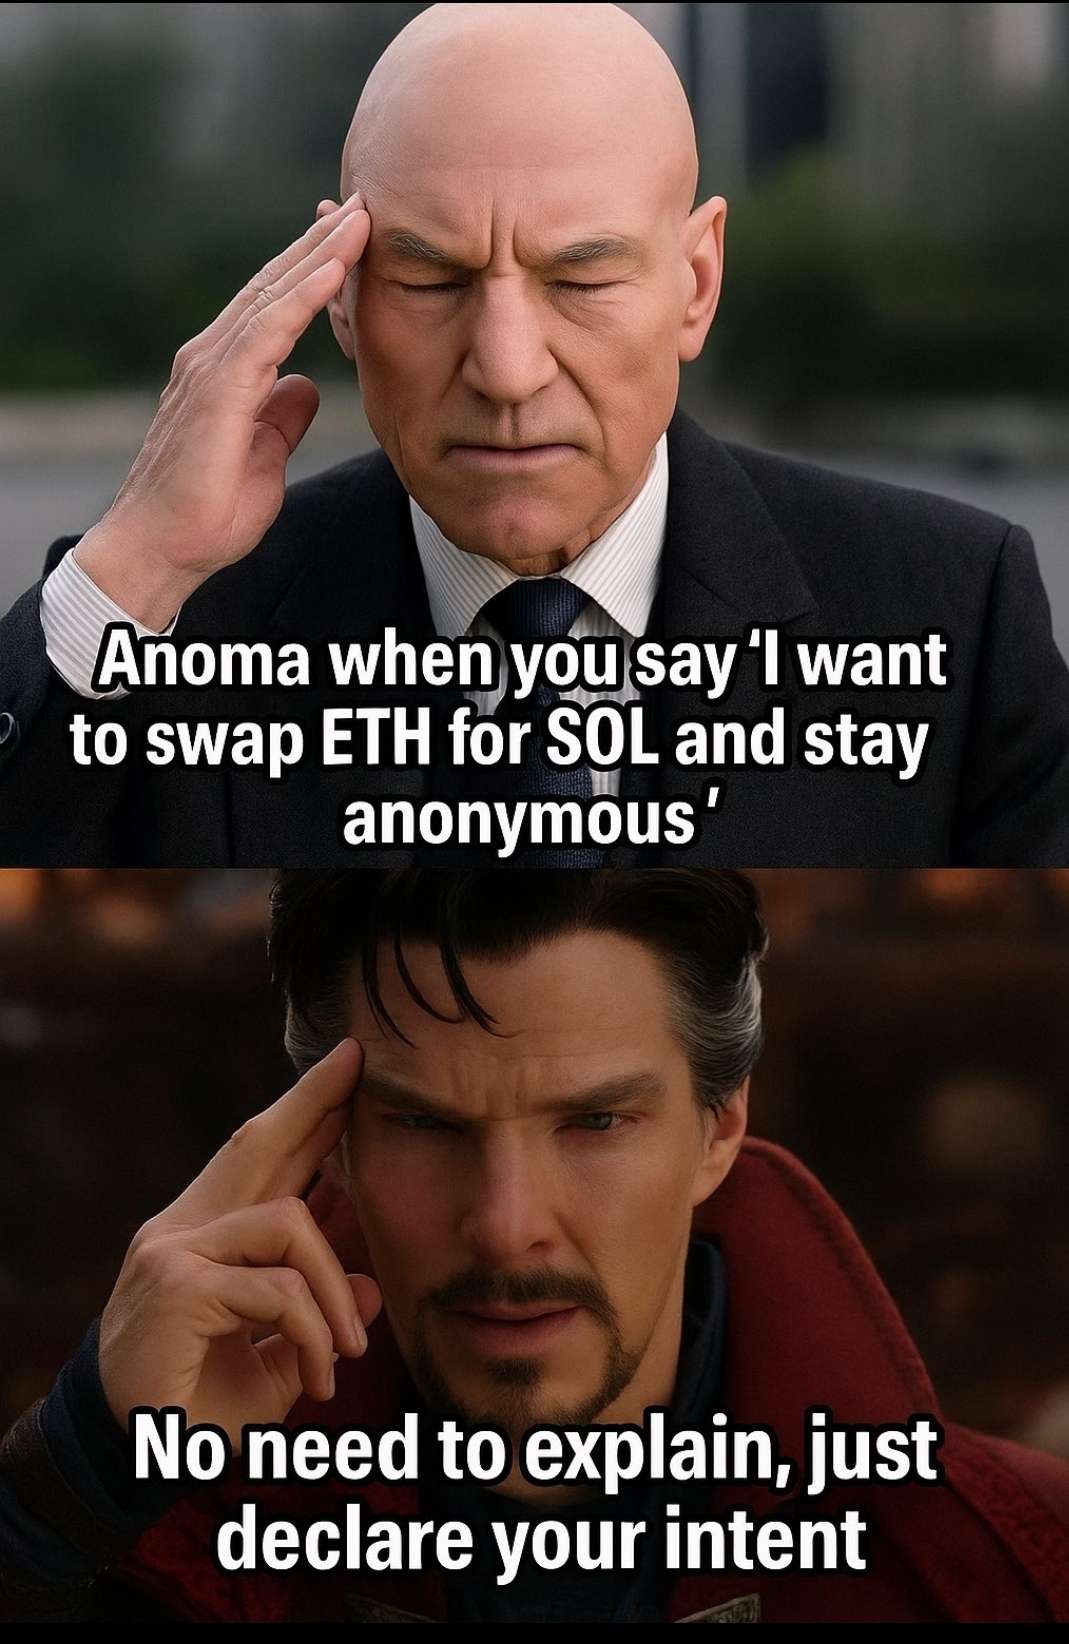 Anoma when you say ‘I want
to swap ETH for SOL and stay
anonymous’
No need to explain, just
declare your intent